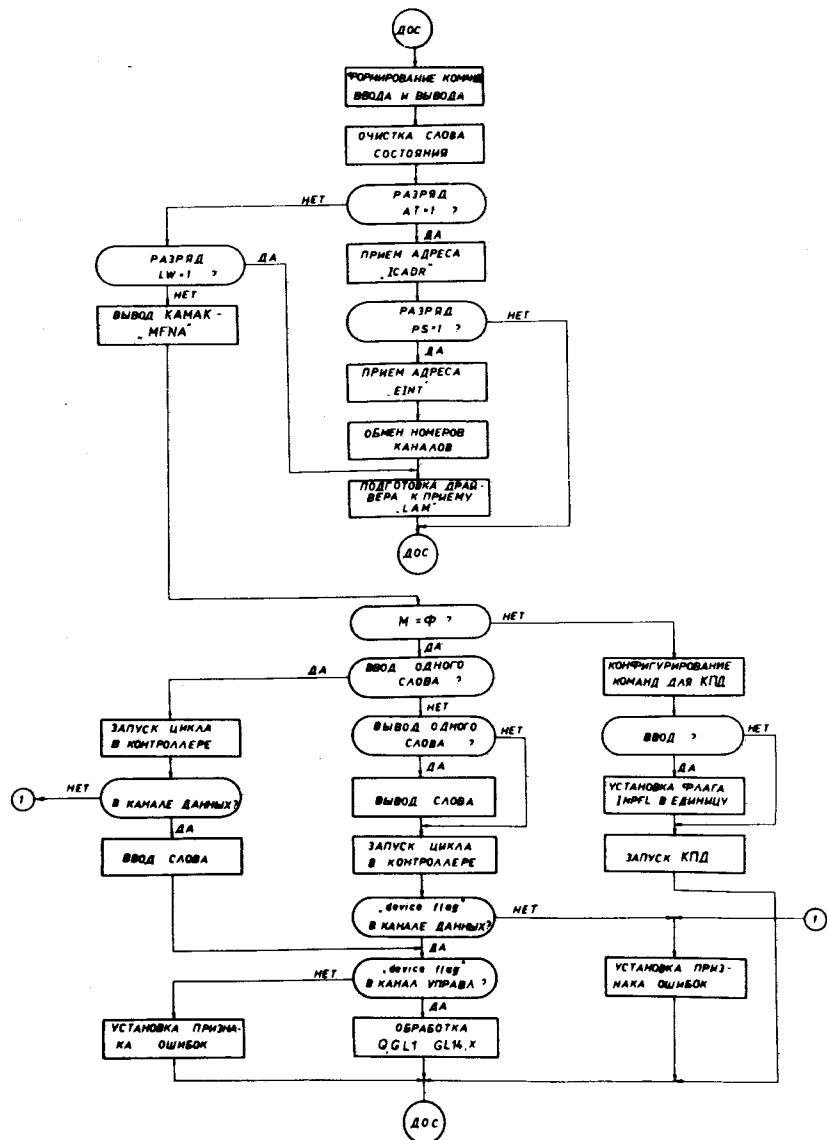 ДОС
ФОРМИРОВАНИЕ КОМАНД
ВВОДА И ВЫВОДА
ОЧИСТКА СЛОВА
СОСТОЯНИЯ
НЕТ
РАЗРЯД
АТ=1 ?
ДА
РАЗРЯД
LW=1 ?
ДА
ПРИЕМ АДРЕСА
„ICADR"
НЕТ
ВЫВОД КАМАК-
„MFNA"
РАЗРЯД
PS=1 ?
НЕТ
ДА
ПРИЕМ АДРЕСА
„EINT"
ОБМЕН НОМЕРОВ
КАНАЛОВ
ПОДГОТОВКА ДРАЙ-
ВЕРА К ПРИЕМУ
„LAM"
ДОС
М=Ф ?
НЕТ
ДА
ДА
ВВОД ОДНОГО
СЛОВА ?
КОНФИГУРИРОВАНИЕ
КОМАНД ДЛЯ КПД
НЕТ
ЗАПУСК ЦИКЛА
В КОНТРОЛЛЕРЕ
ВЫВОД ОДНОГО
СЛОВА ?
НЕТ
ВВОД ?
НЕТ
ДА
ДА
1
НЕТ
В КАНАЛЕ ДАННЫХ?
ВЫВОД СЛОВА
УСТАНОВКА ФЛАГА
INPFL В ЕДИНИЦУ
ДА
ВВОД СЛОВА
ЗАПУСК ЦИКЛА
В КОНТРОЛЛЕРЕ
ЗАПУСК КПД
„device flag"
В КАНАЛЕ ДАННЫХ?
НЕТ
1
ДА
НЕТ
„device flag"
В КАНАЛ УПРАВЛ ?
УСТАНОВКА ПРИЗ-
НАКА ОШИБОК
ДА
УСТАНОВКА ПРИЗНА-
КА ОШИБОК
ОБРАБОТКА
Q,GL1 GL14,X
ДОС